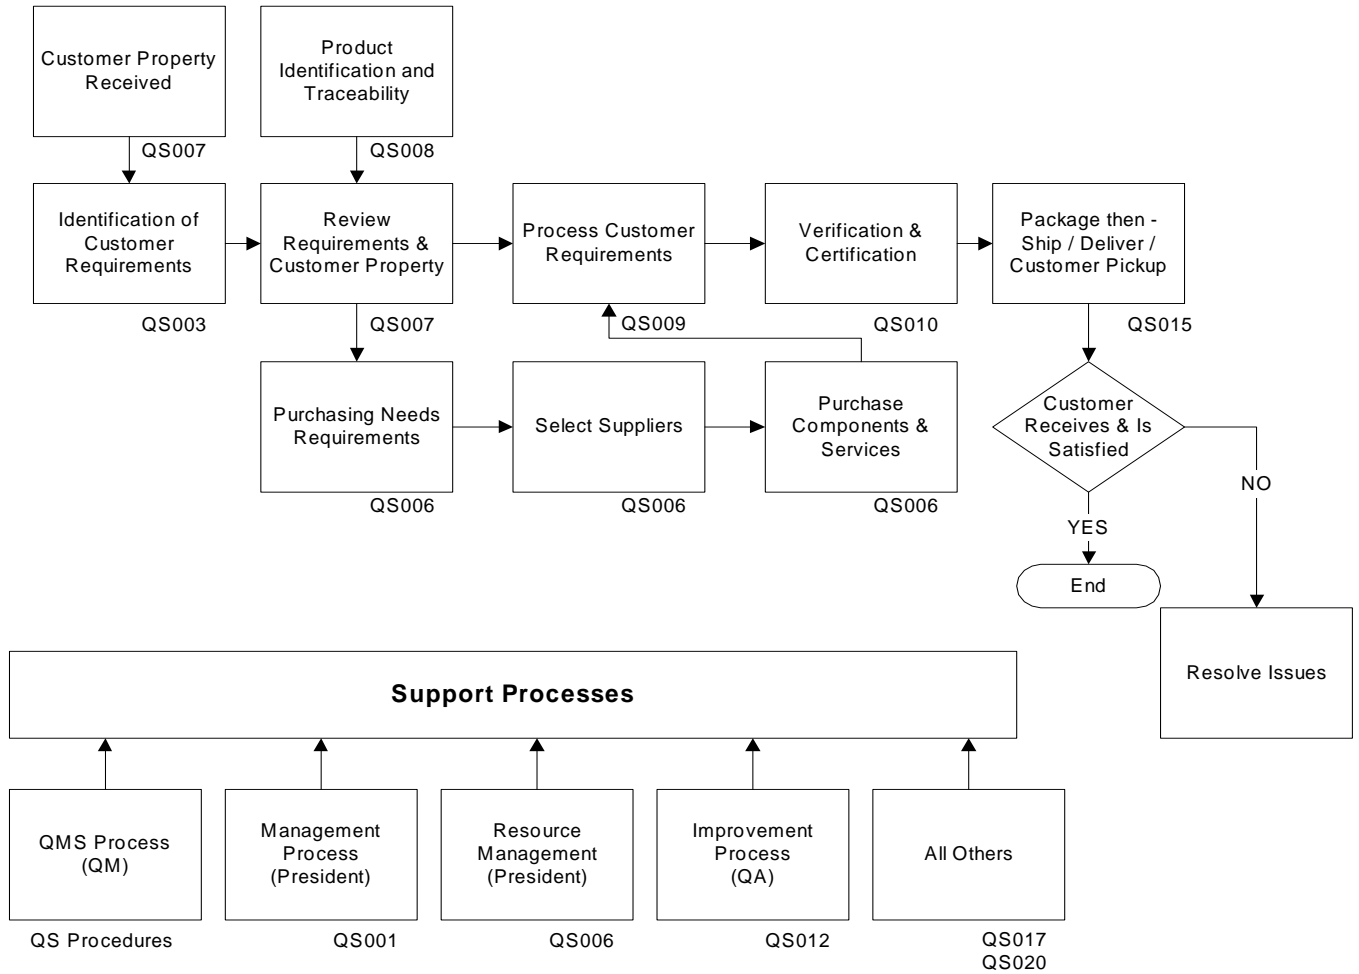 Customer Property
Received
QS007
Product
Identification and
Traceability
QS008
Identification of
Customer
Requirements
QS003
Review
Requirements &
Customer Property
QS007
Process Customer
Requirements
QS009
Verification &
Certification
QS010
Package then -
Ship / Deliver /
Customer Pickup
QS015
Purchasing Needs
Requirements
QS006
Select Suppliers
QS006
Purchase
Components &
Services
QS006
Customer
Receives & Is
Satisfied
NO
YES
End
Resolve Issues
Support Processes
QMS Process
(QM)
QS Procedures
Management
Process
(President)
QS001
Resource
Management
(President)
QS006
Improvement
Process
(QA)
QS012
All Others
QS017
QS020